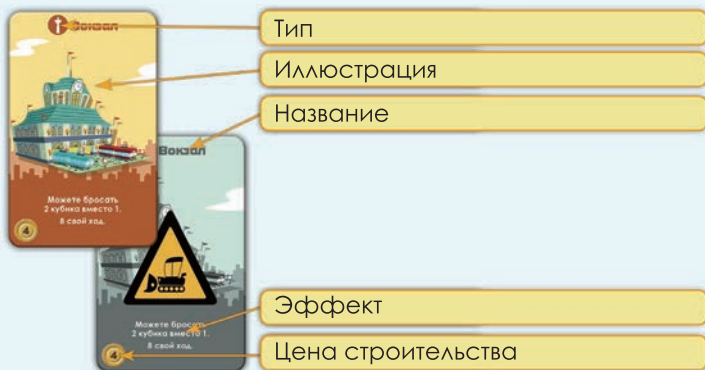 Вокзал
Тип
Иллюстрация
Название
Вокзал
Можете бросать
2 кубика вместо 1.
В свой ход.
4
Эффект
Можете бросать
2 кубика вместо 1.
В свой ход.
4
Цена строительства